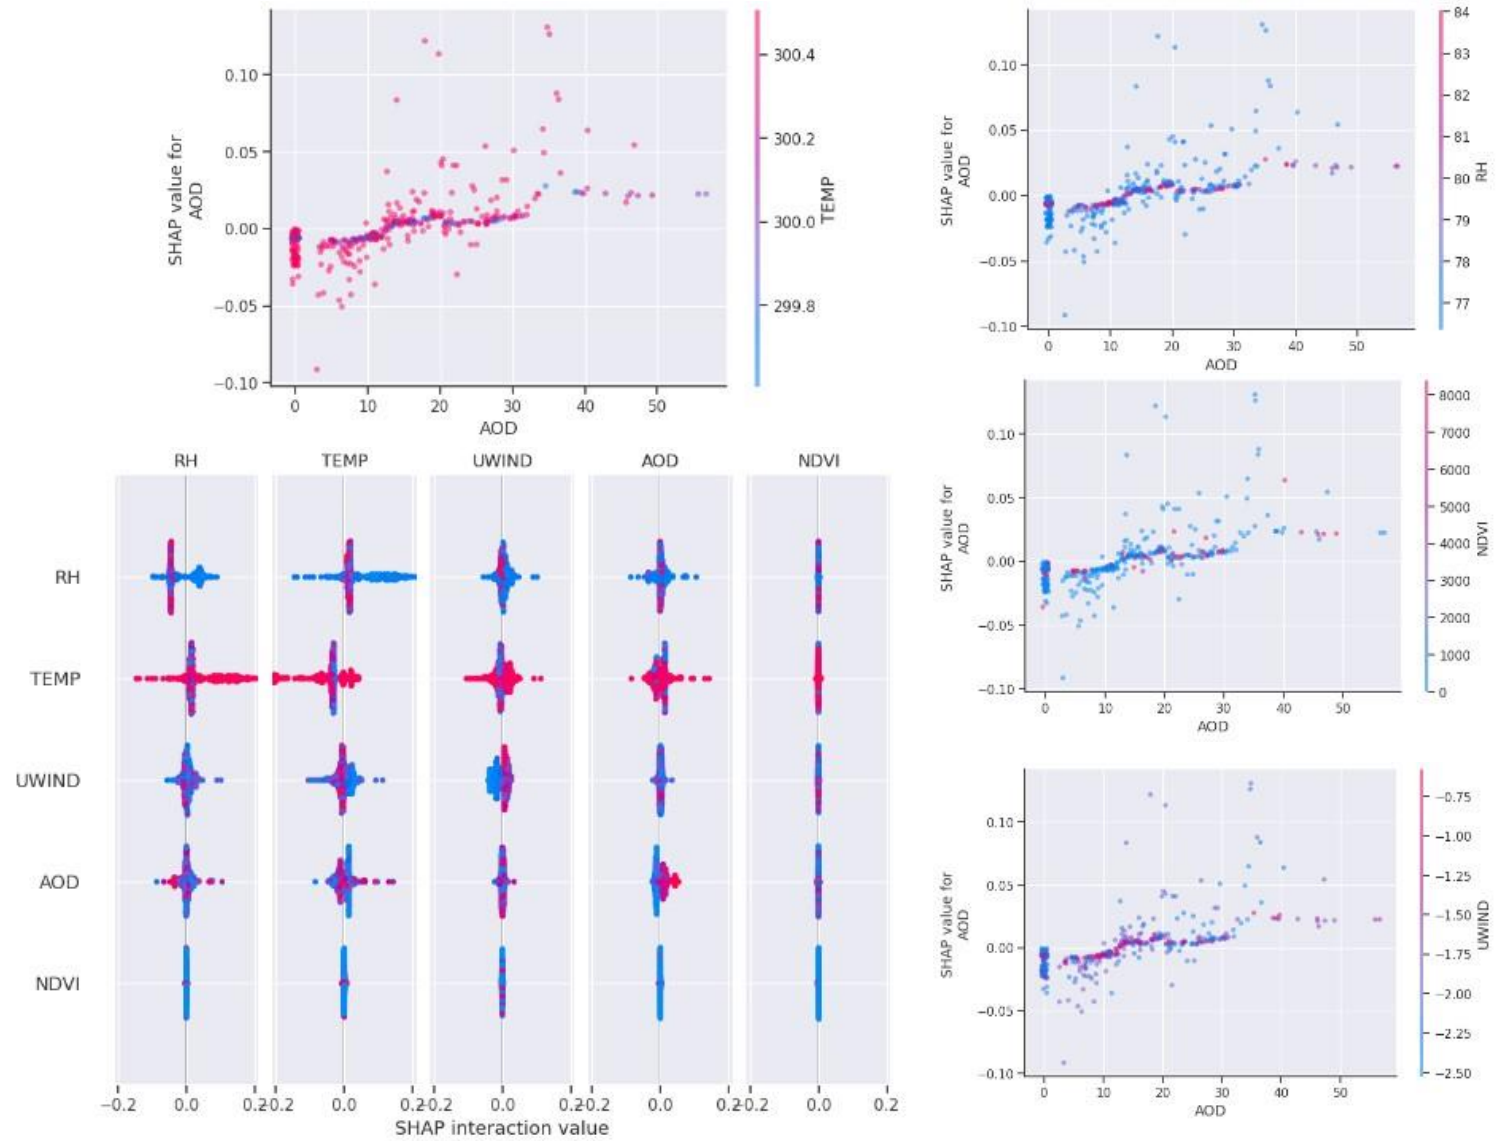 0.10
0.05
0.00
−0.05
−0.10
SHAP value for
AOD
0 10 20 30 40 50
AOD
300.4
300.2
300.0
299.8
TEMP
0.10
0.05
0.00
−0.05
−0.10
SHAP value for
AOD
0 10 20 30 40 50
AOD
84
83
82
81
80
79
78
77
RH
0.10
0.05
0.00
−0.05
−0.10
SHAP value for
AOD
0 10 20 30 40 50
AOD
8000
7000
6000
5000
4000
3000
2000
1000
0
NDVI
RH TEMP UWIND AOD NDVI
RH
TEMP
UWIND
AOD
NDVI
−0.2 0.0 0.2 −0.2 0.0 0.2 −0.2 0.0 0.2 −0.2 0.0 0.2 −0.2 0.0 0.2
SHAP interaction value
0.10
0.05
0.00
−0.05
−0.10
SHAP value for
AOD
0 10 20 30 40 50
AOD
−0.75
−1.00
−1.25
−1.50
−1.75
−2.00
−2.25
−2.50
UWIND